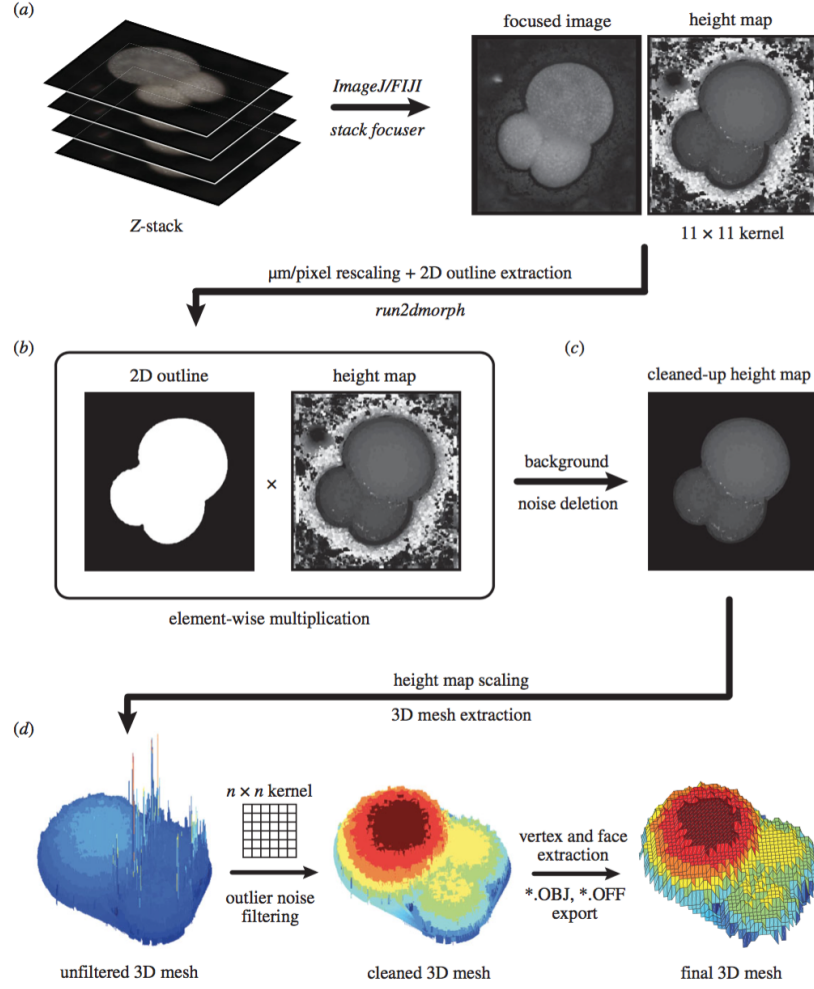 (a)
focused image
height map
ImageJ/FIJI
stack focuser
Z-stack
11 × 11 kernel
µm/pixel rescaling + 2D outline extraction
run2dmorph
(b)
(c)
2D outline
height map
cleaned-up height map
×
background
noise deletion
element-wise multiplication
height map scaling
3D mesh extraction
(d)
n × n kernel
outlier noise
filtering
vertex and face
extraction
*.OBJ, *.OFF
export
unfiltered 3D mesh
cleaned 3D mesh
final 3D mesh